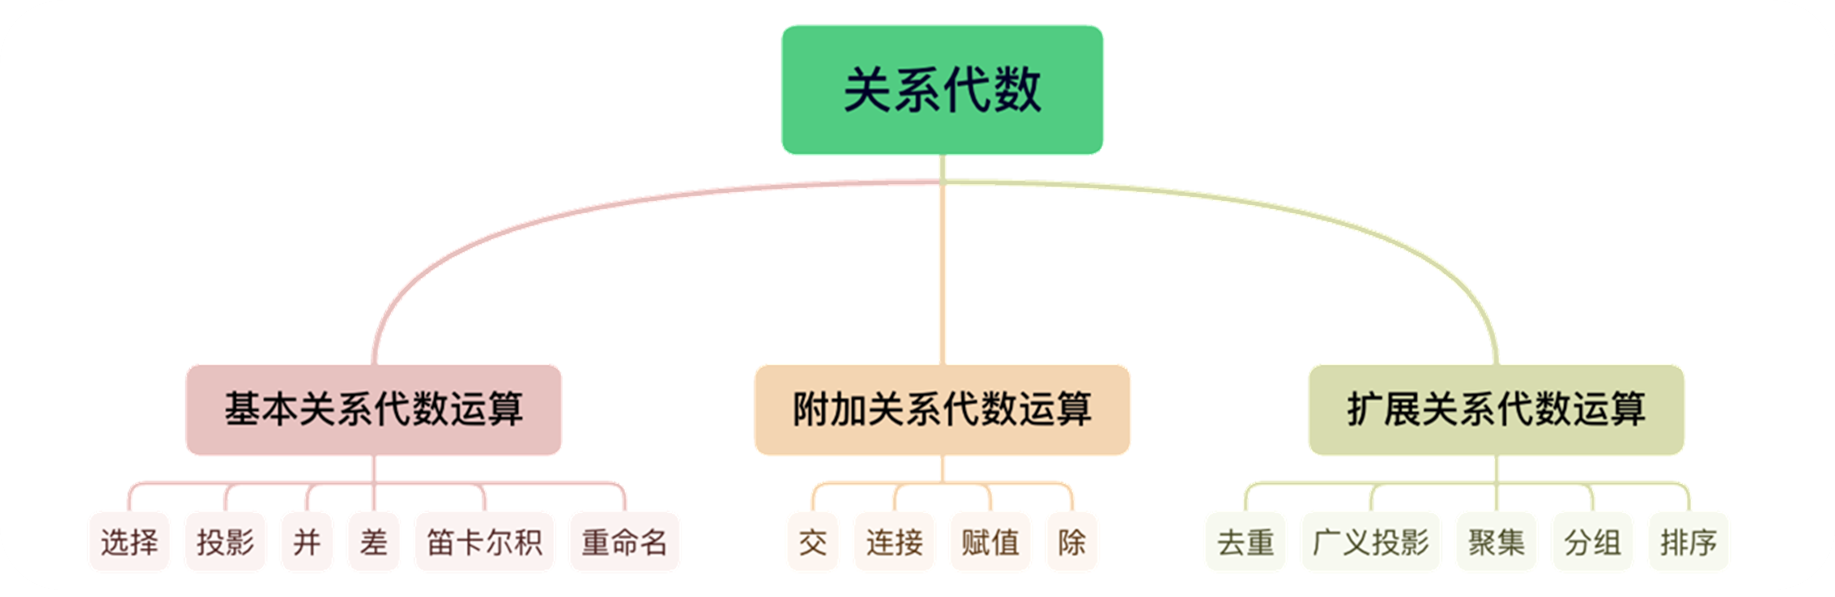 关系代数
基本关系代数运算
附加关系代数运算
扩展关系代数运算
选择
投影
并
差
笛卡尔积
重命名
交
连接
赋值
除
去重
广义投影
聚集
分组
排序